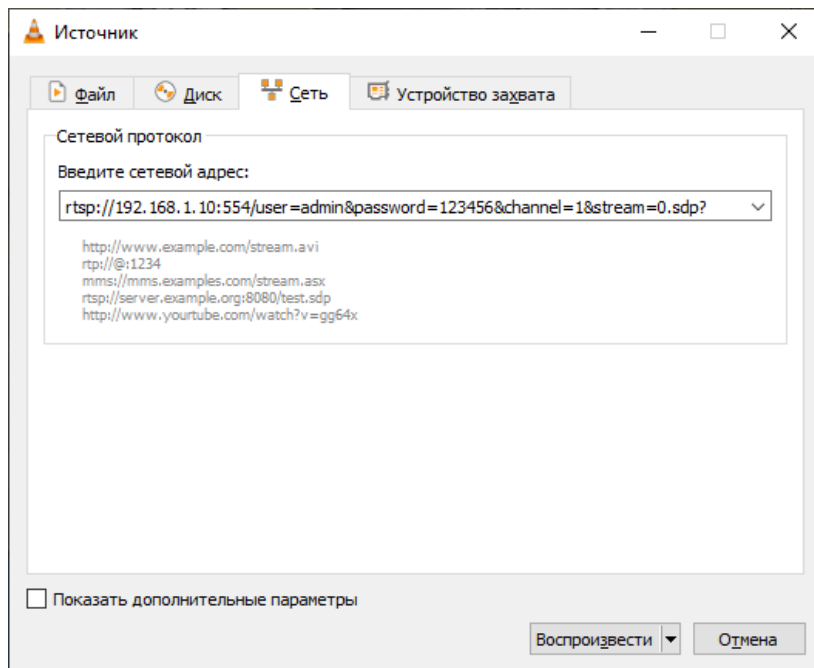 Источник
Файл Диск Сеть Устройство захвата
Сетевой протокол
Введите сетевой адрес:
rtsp://192.168.1.10:554/user=admin&password=123456&channel=1&stream=0.sdp?
http://www.example.com/stream.avi
rtp://@:1234
mms://mms.examples.com/stream.asx
rtsp://server.example.org:8080/test.sdp
http://www.yourtube.com/watch?v=gg64x
Показать дополнительные параметры
Воспроизвести Отмена